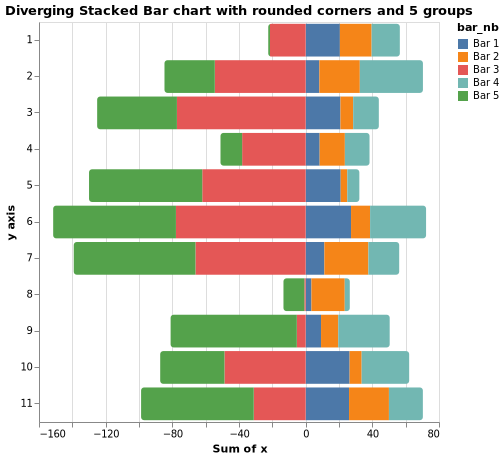 Diverging Stacked Bar chart with rounded corners and 5 groups
bar_nb
Bar 1
Bar 2
Bar 3
Bar 4
Bar 5
y axis
1
2
3
4
5
6
7
8
9
10
11
−160 −120 −80 −40 0 40 80
Sum of x